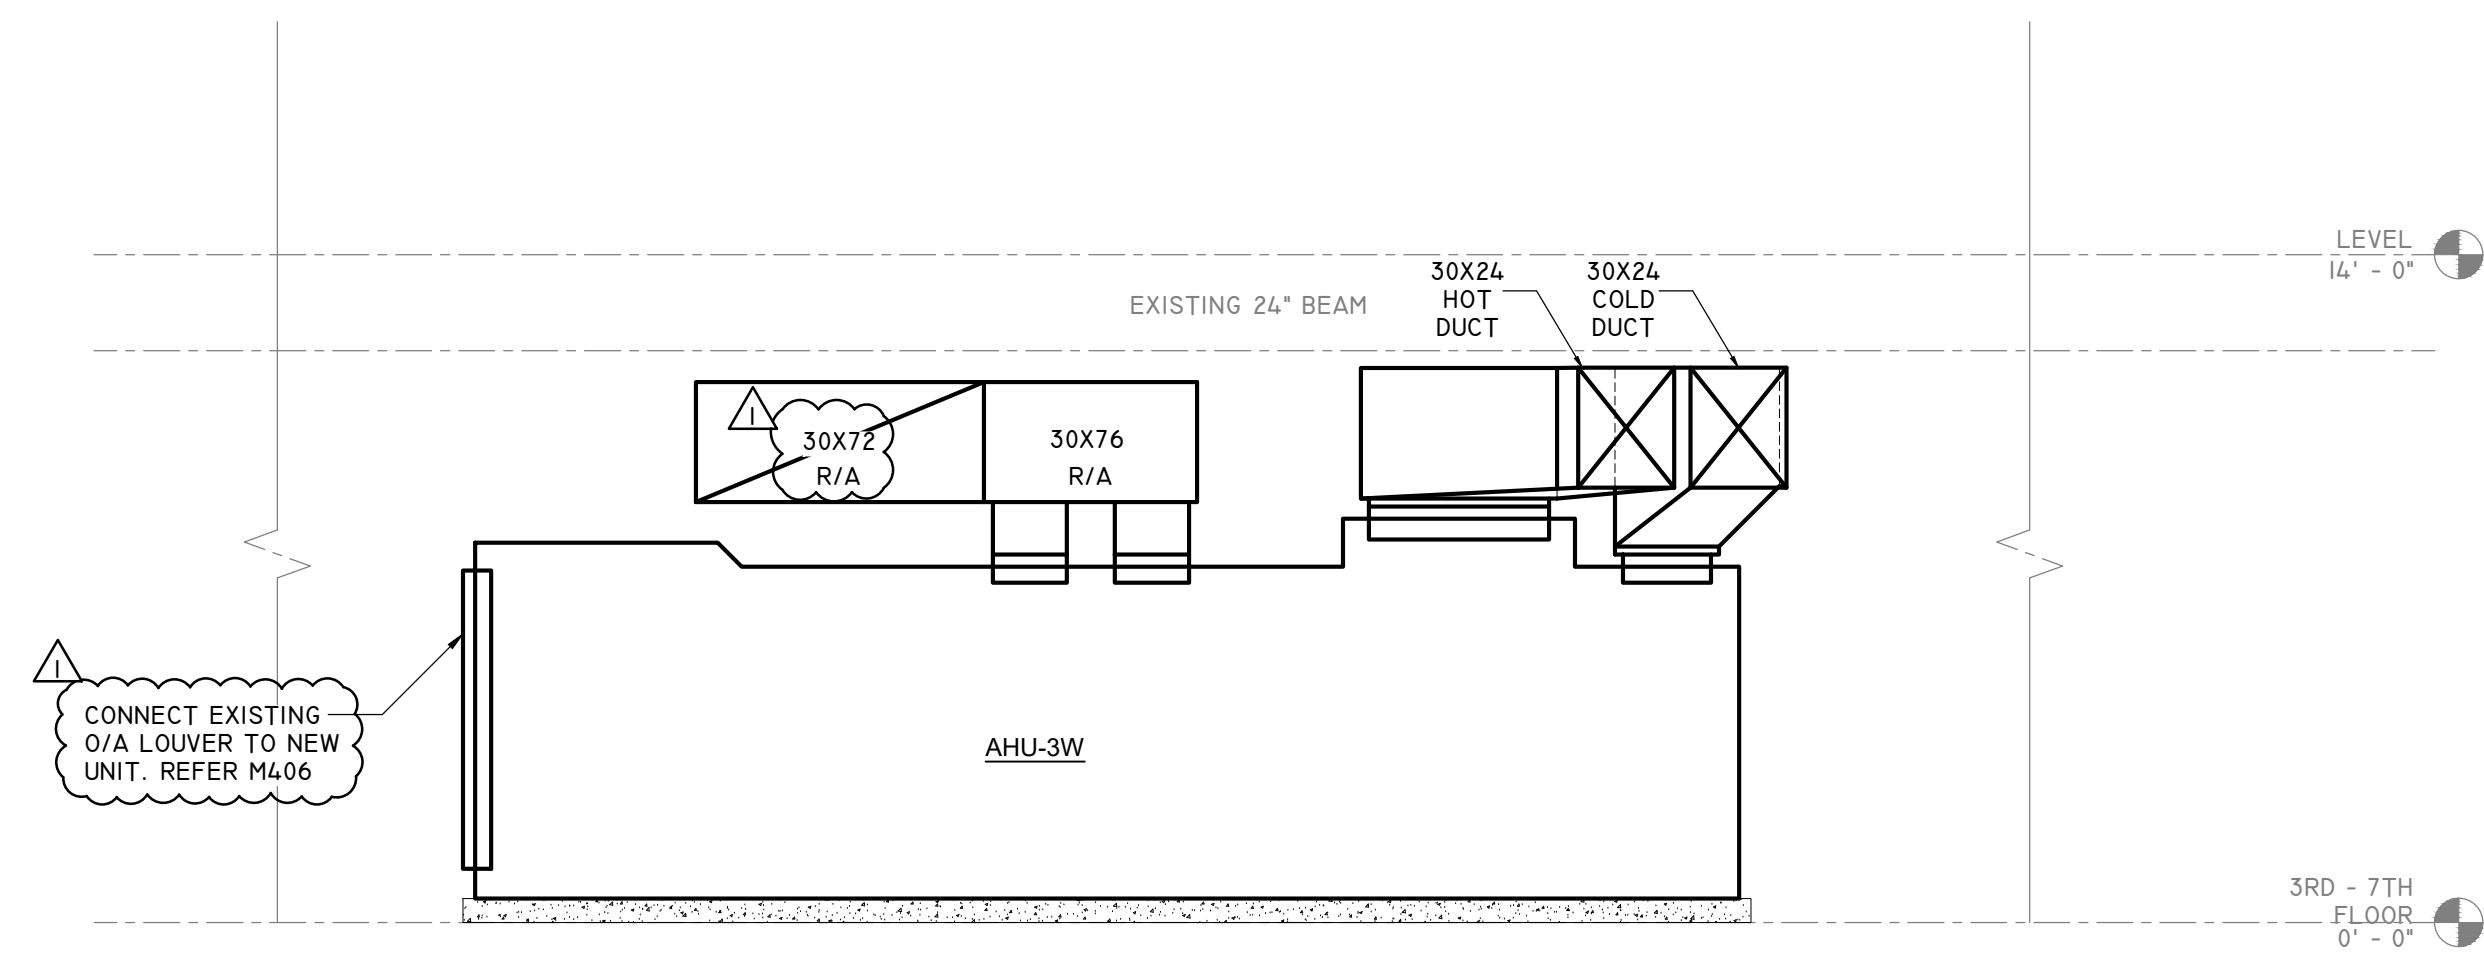 LEVEL
14' - 0"
EXISTING 24" BEAM
30X24
HOT
DUCT
30X24
COLD
DUCT
1
30X72
R/A
30X76
R/A
1
CONNECT EXISTING
O/A LOUVER TO NEW
UNIT. REFER M406
AHU-3W
3RD - 7TH
FLOOR
0' - 0"